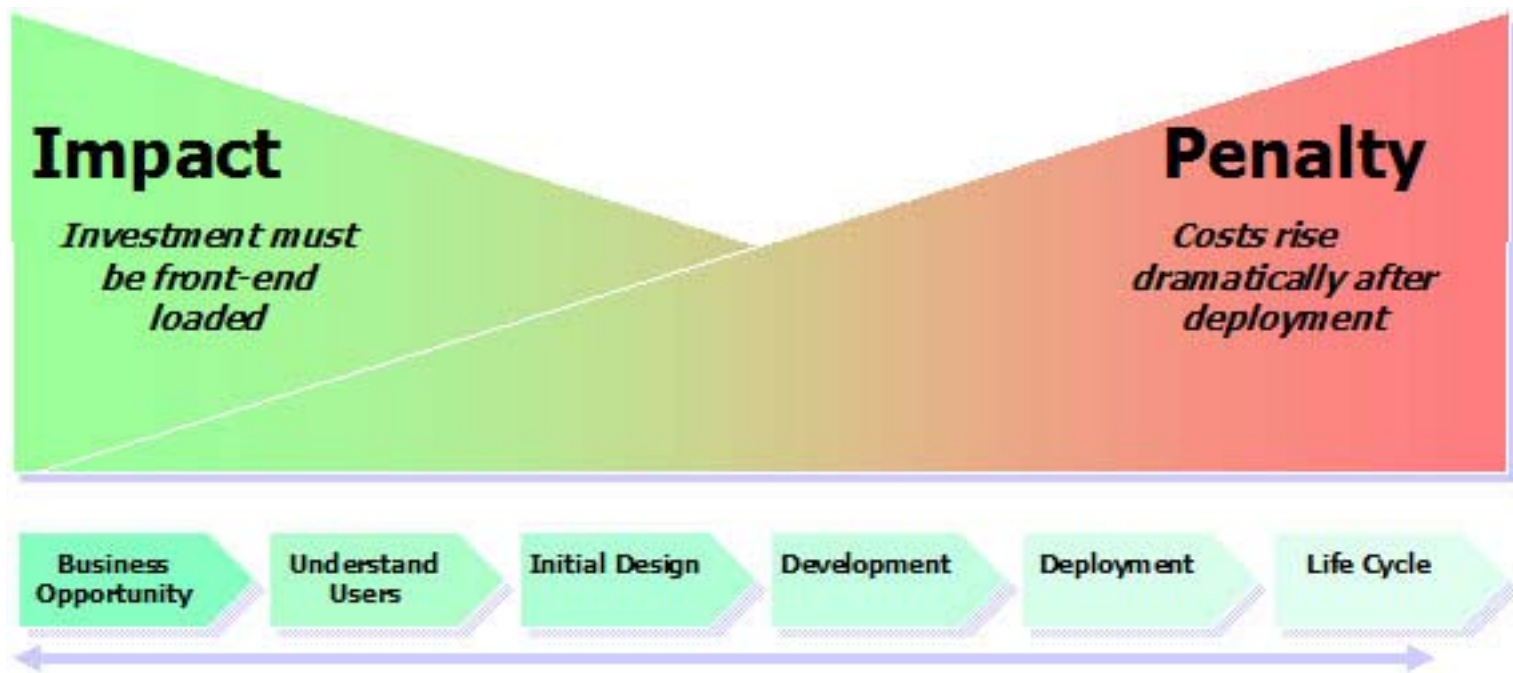 Impact
Investment must
be front-end
loaded
Penalty
Costs rise
dramatically after
deployment
Business
Opportunity
Understand
Users
Initial Design
Development
Deployment
Life Cycle